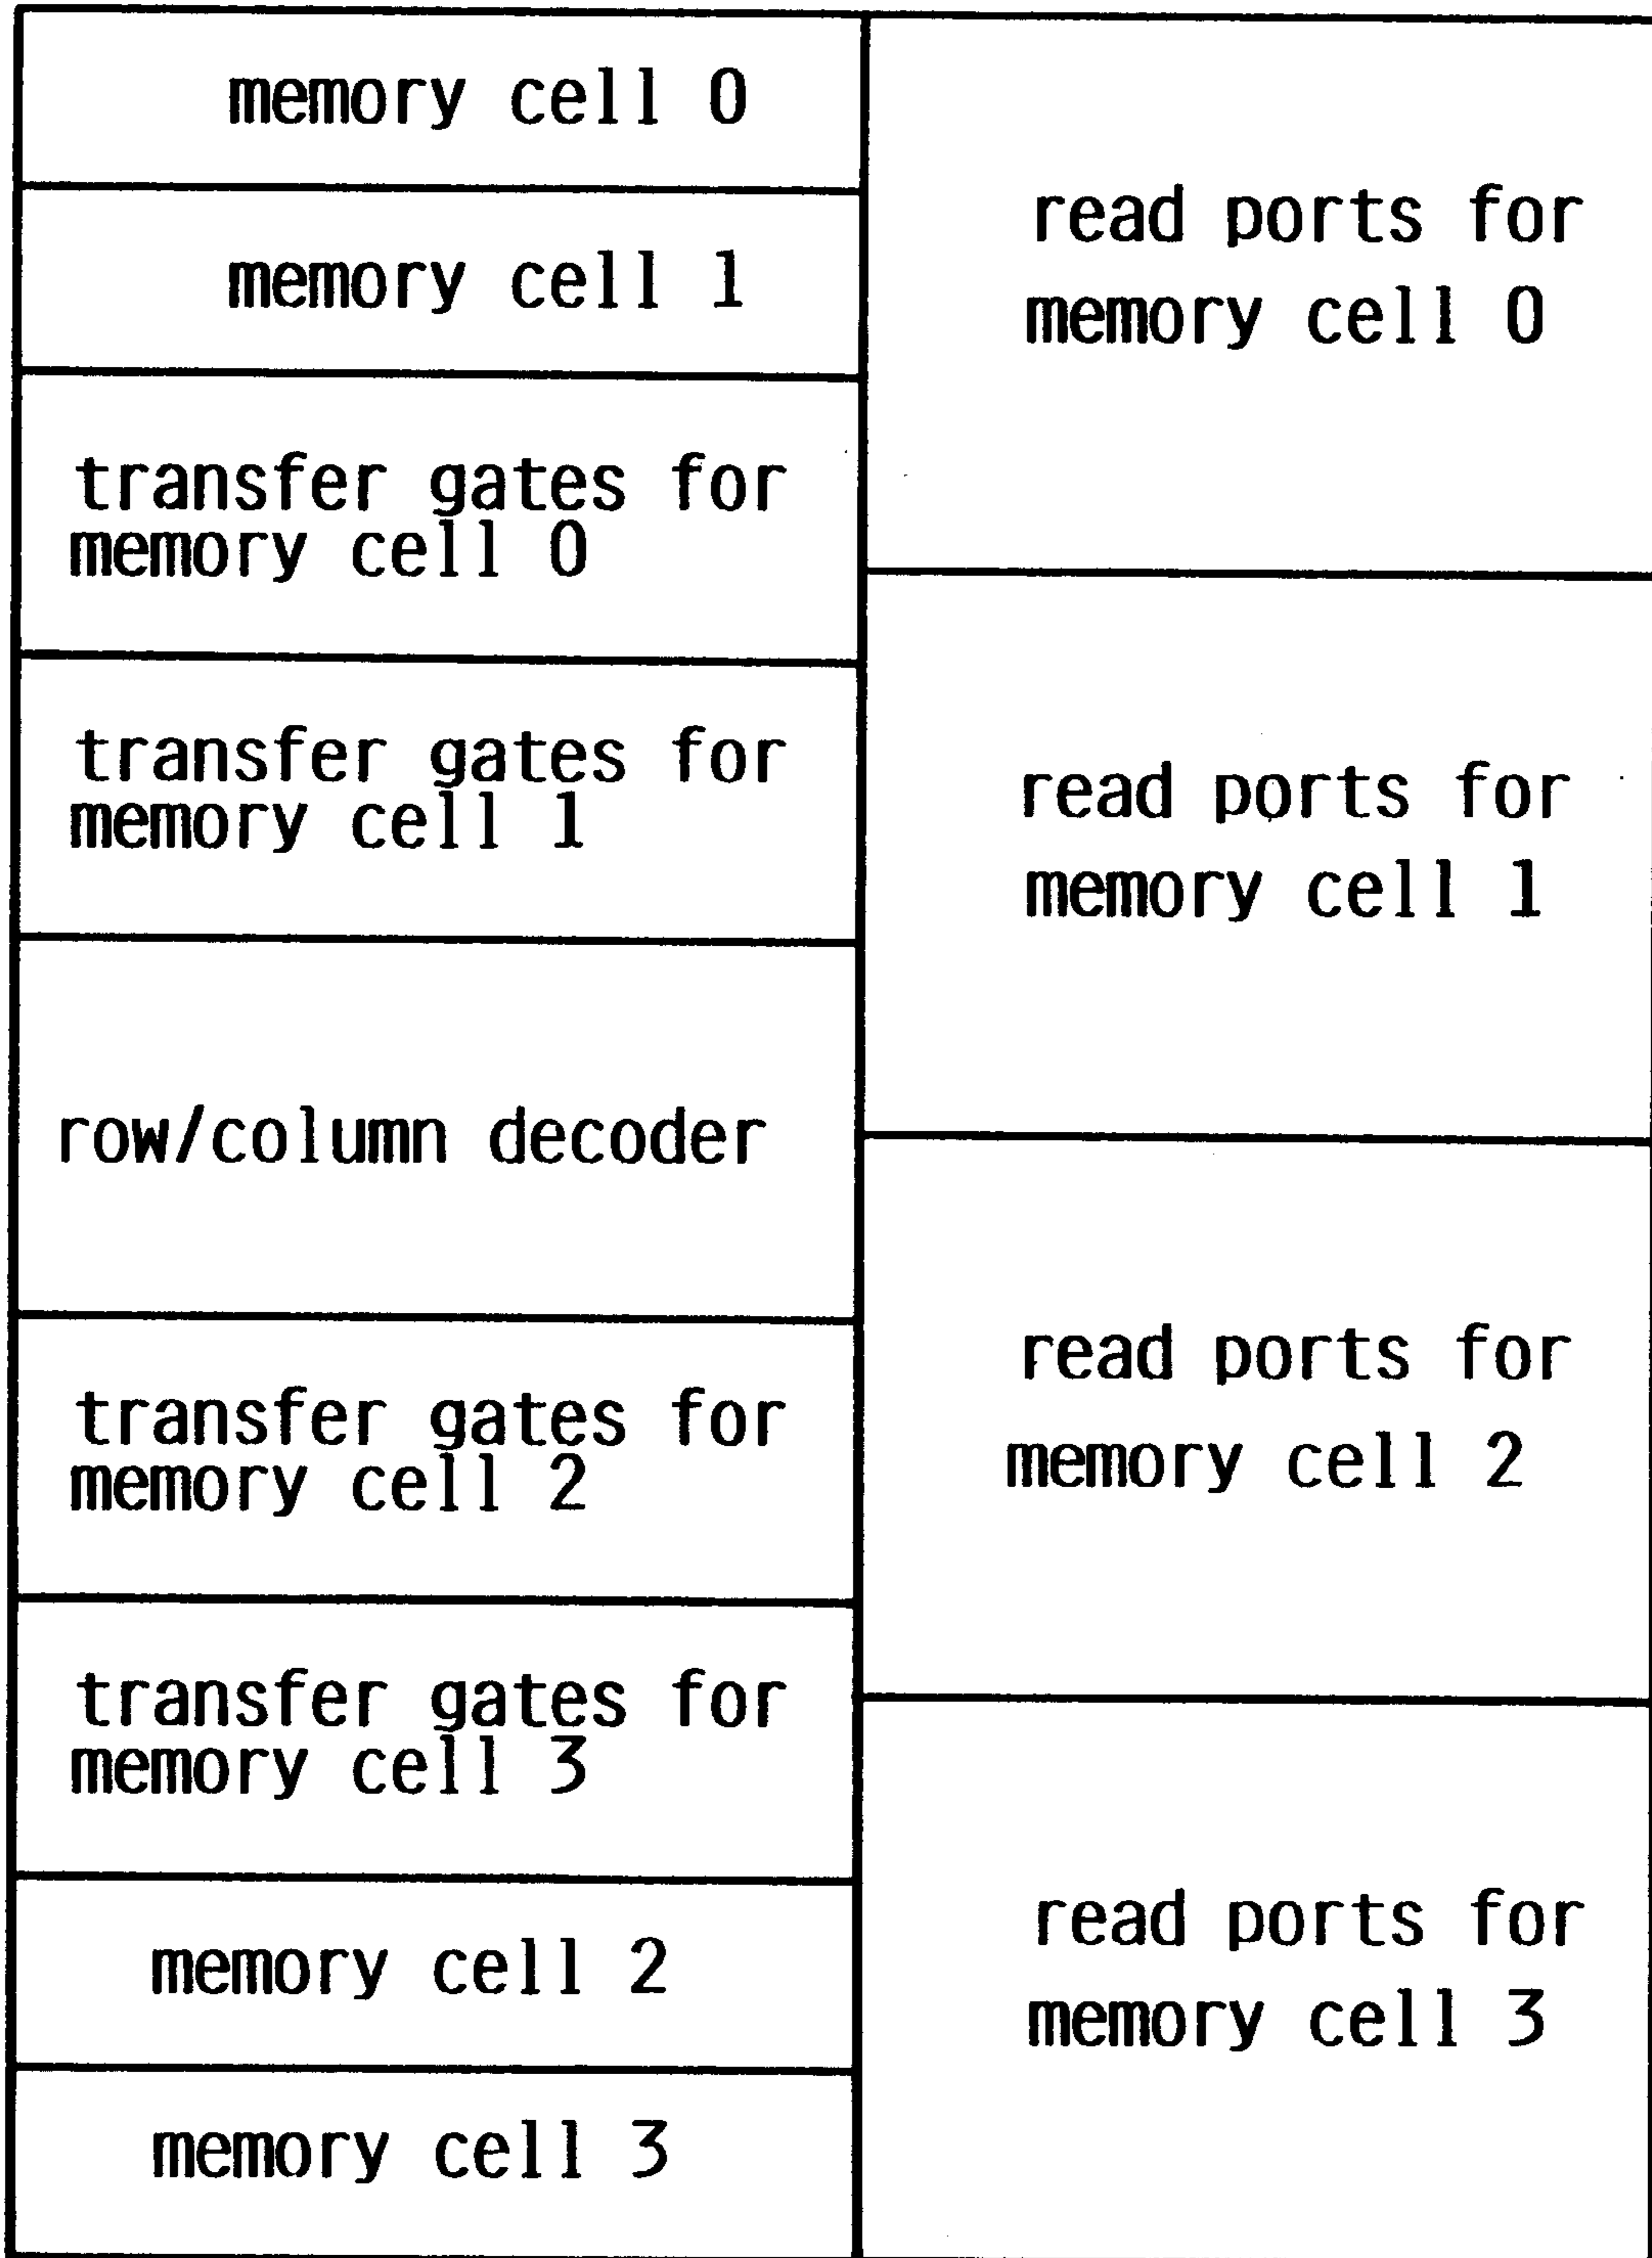 memory cell 0
memory cell 1
transfer gates for
memory cell 0
transfer gates for
memory cell 1
row/column decoder
transfer gates for
memory cell 2
transfer gates for
memory cell 3
memory cell 2
memory cell 3
read ports for
memory cell 0
read ports for
memory cell 1
read ports for
memory cell 2
read ports for
memory cell 3